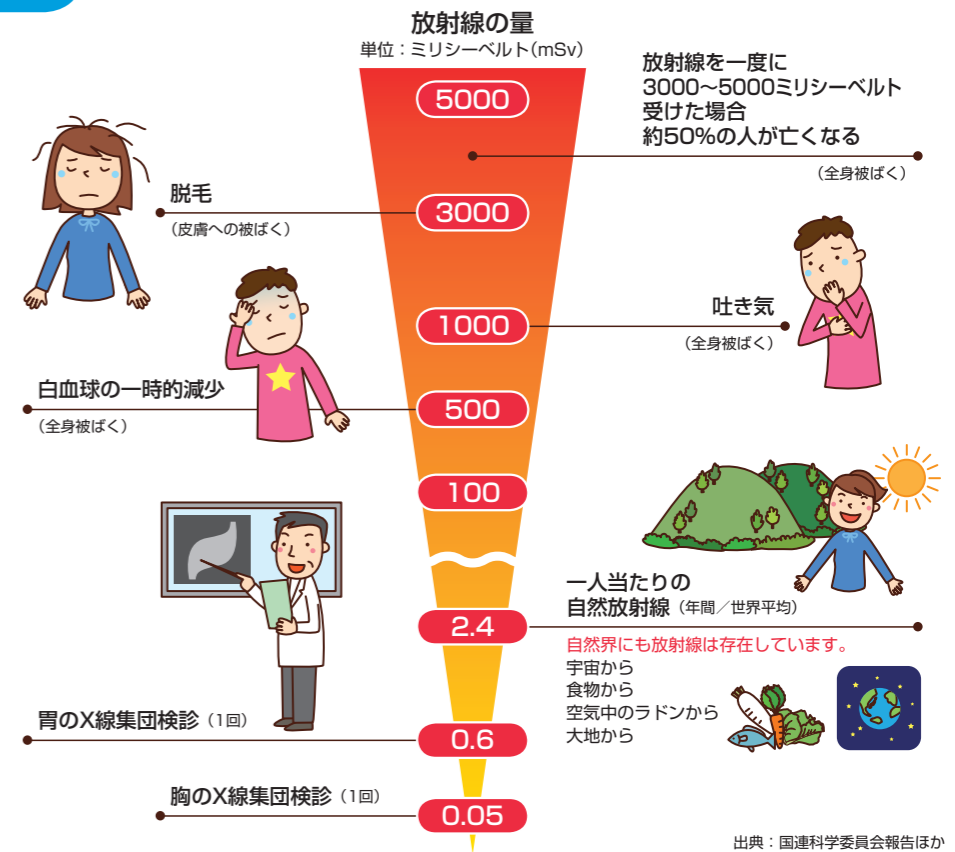 放射線の量
単位：ミリシーベルト(mSv)
5000
放射線を一度に
3000〜5000ミリシーベルト
受けた場合
約50%の人が亡くなる
（全身被ばく）
脱毛
（皮膚への被ばく）
3000
1000
吐き気
（全身被ばく）
白血球の一時的減少
（全身被ばく）
500
100
一人当たりの
自然放射線（年間／世界平均）
2.4
自然界にも放射線は存在しています。
宇宙から
食物から
空気中のラドンから
大地から
胃のX線集団検診（1回）
0.6
胸のX線集団検診（1回）
0.05
出典：国連科学委員会報告ほか